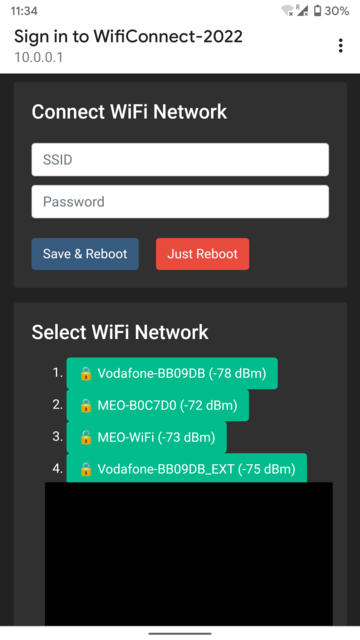 11:34
R
30%
Sign in to WifiConnect-2022
10.0.0.1
Connect WiFi Network
SSID
Password
Save & Reboot
Just Reboot
Select WiFi Network
1. 🔒 Vodafone-BB09DB (-78 dBm)
2. 🔒 MEO-B0C7D0 (-72 dBm)
3. 🔓 MEO-WiFi (-73 dBm)
4. 🔒 Vodafone-BB09DB_EXT (-75 dBm)